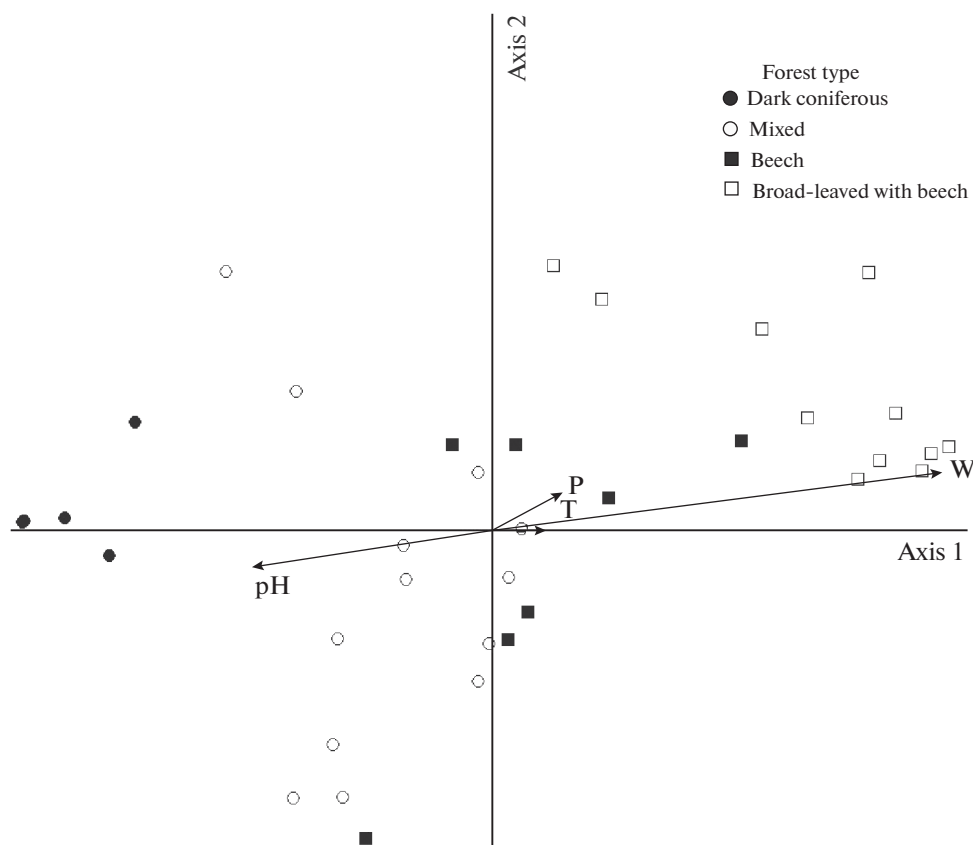 Axis 2
Forest type
Dark coniferous
Mixed
Beech
Broad-leaved with beech
P
T
W
Axis 1
pH